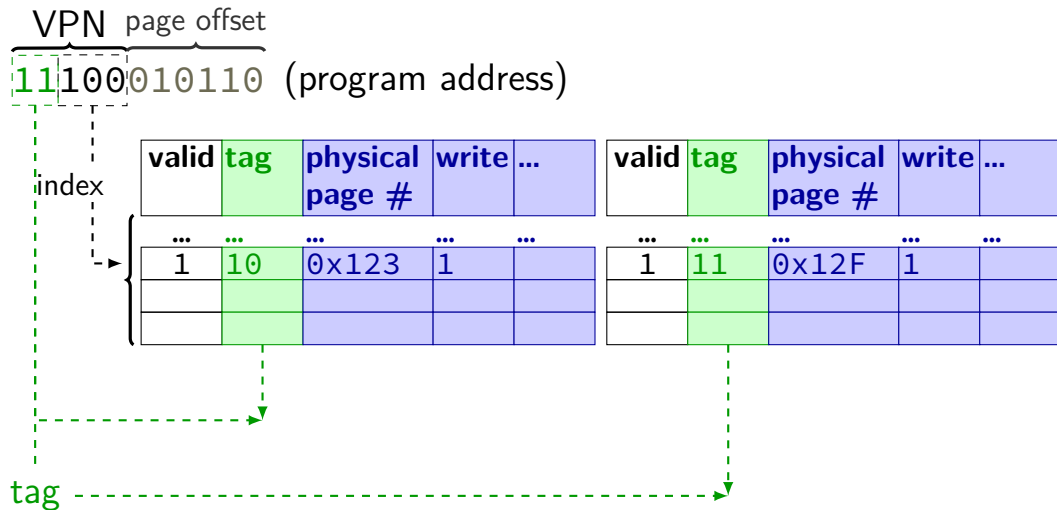 VPN page offset
11100010110 (program address)
valid tag physical page # write ... valid tag physical page # write ...
index
... ... ... ... ... ... ... ... ... ...
1 10 0x123 1 1 11 0x12F 1
tag